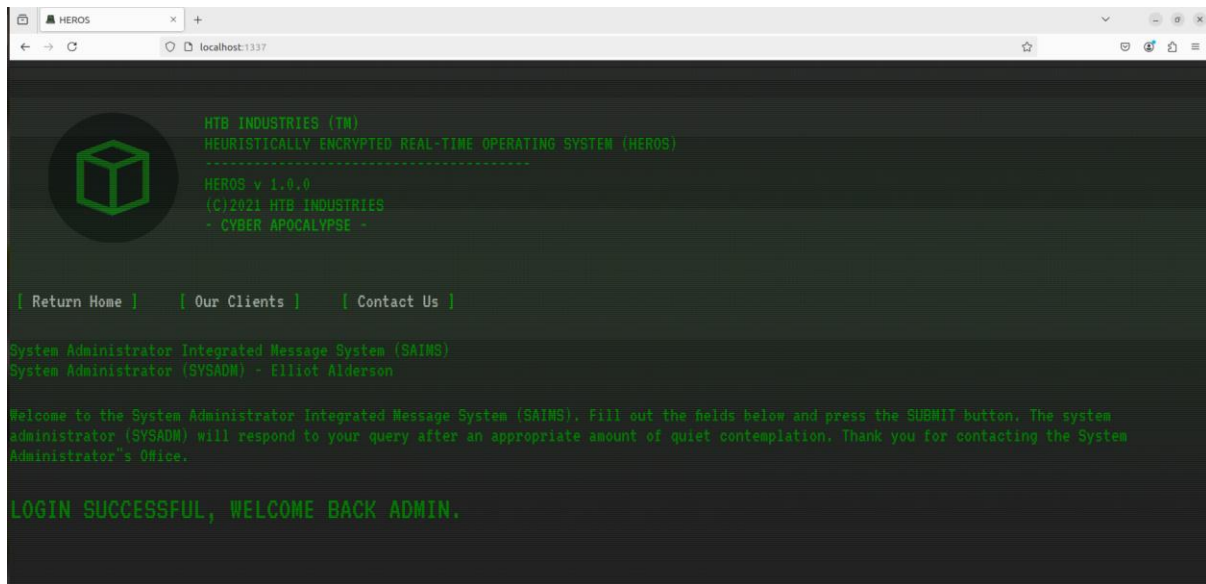 HEROS
localhost:1337
HTB INDUSTRIES (TM)
HEURISTICALLY ENCRYPTED REAL-TIME OPERATING SYSTEM (HEROS)
----------------------------------------
HEROS v 1.0.0
(C)2021 HTB INDUSTRIES
- CYBER APOCALYPSE -
[ Return Home ] [ Our Clients ] [ Contact Us ]
System Administrator Integrated Message System (SAIMS)
System Administrator (SYSADM) - Elliot Alderson
Welcome to the System Administrator Integrated Message System (SAIMS). Fill out the fields below and press the SUBMIT button. The system
administrator (SYSADM) will respond to your query after an appropriate amount of quiet contemplation. Thank you for contacting the System
Administrator"s Office.
LOGIN SUCCESSFUL, WELCOME BACK ADMIN.